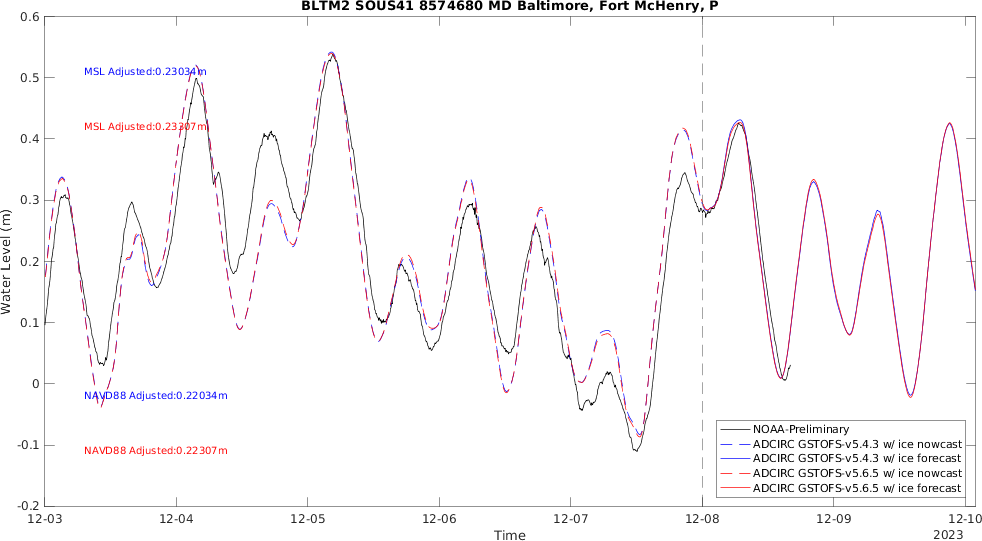 BLTM2 SOUS41 8574680 MD Baltimore, Fort McHenry, P
0.6
0.5
0.4
0.3
0.2
0.1
0
-0.1
-0.2
Water Level (m)
MSL Adjusted:0.23034m
MSL Adjusted:0.23307m
NAVD88 Adjusted:0.22034m
NAVD88 Adjusted:0.22307m
NOAA-Preliminary
ADCIRC GSTOFS-v5.4.3 w/ ice nowcast
ADCIRC GSTOFS-v5.4.3 w/ ice forecast
ADCIRC GSTOFS-v5.6.5 w/ ice nowcast
ADCIRC GSTOFS-v5.6.5 w/ ice forecast
12-03 12-04 12-05 12-06 12-07 12-08 12-09 12-10
Time
2023